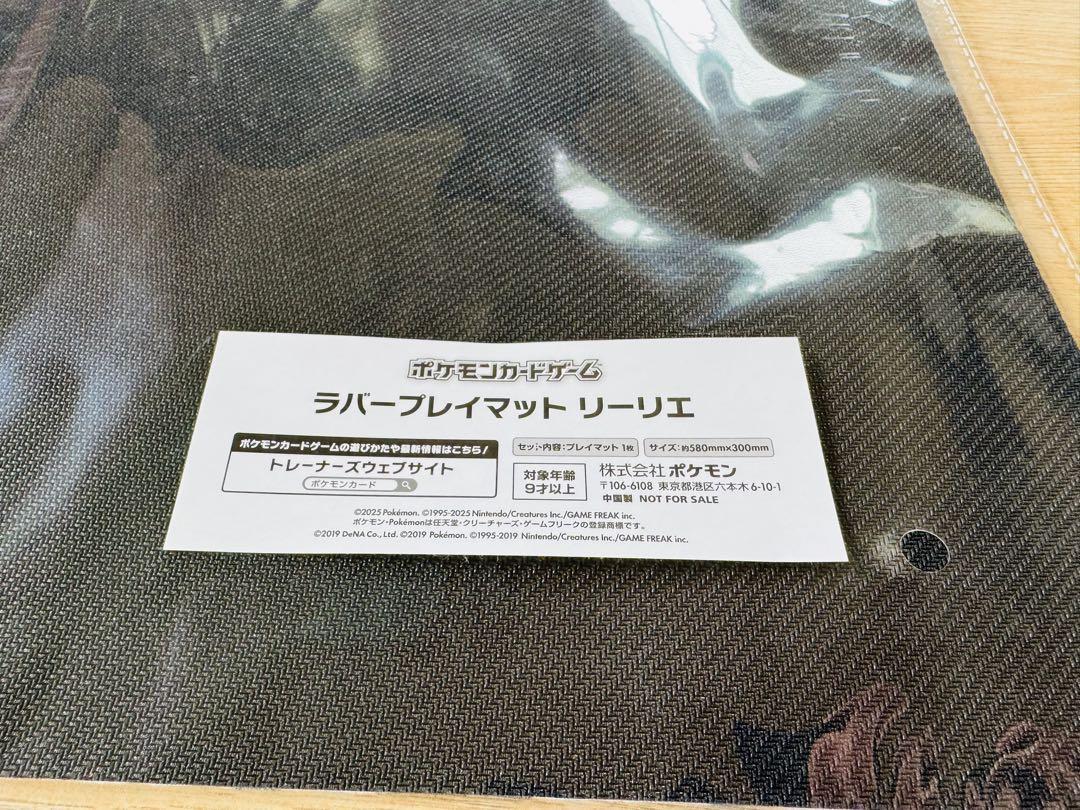 ポケモンカードゲーム
ラバープレイマット リーリエ
ポケモンカードゲームの遊びかたや最新情報はこちら！
トレーナーズウェブサイト
ポケモンカード
セット内容：プレイマット 1枚
サイズ：約580mm×300mm
対象年齢
9才以上
株式会社 ポケモン
〒106-6108 東京都港区六本木6-10-1
中国製 NOT FOR SALE
©2025 Pokémon. ©1995-2025 Nintendo/Creatures Inc./GAME FREAK inc.
ポケモン・Pokémonは任天堂・クリーチャーズ・ゲームフリークの登録商標です。
©2019 DeNA Co., Ltd. ©2019 Pokémon. ©1995-2019 Nintendo/Creatures Inc./GAME FREAK inc.